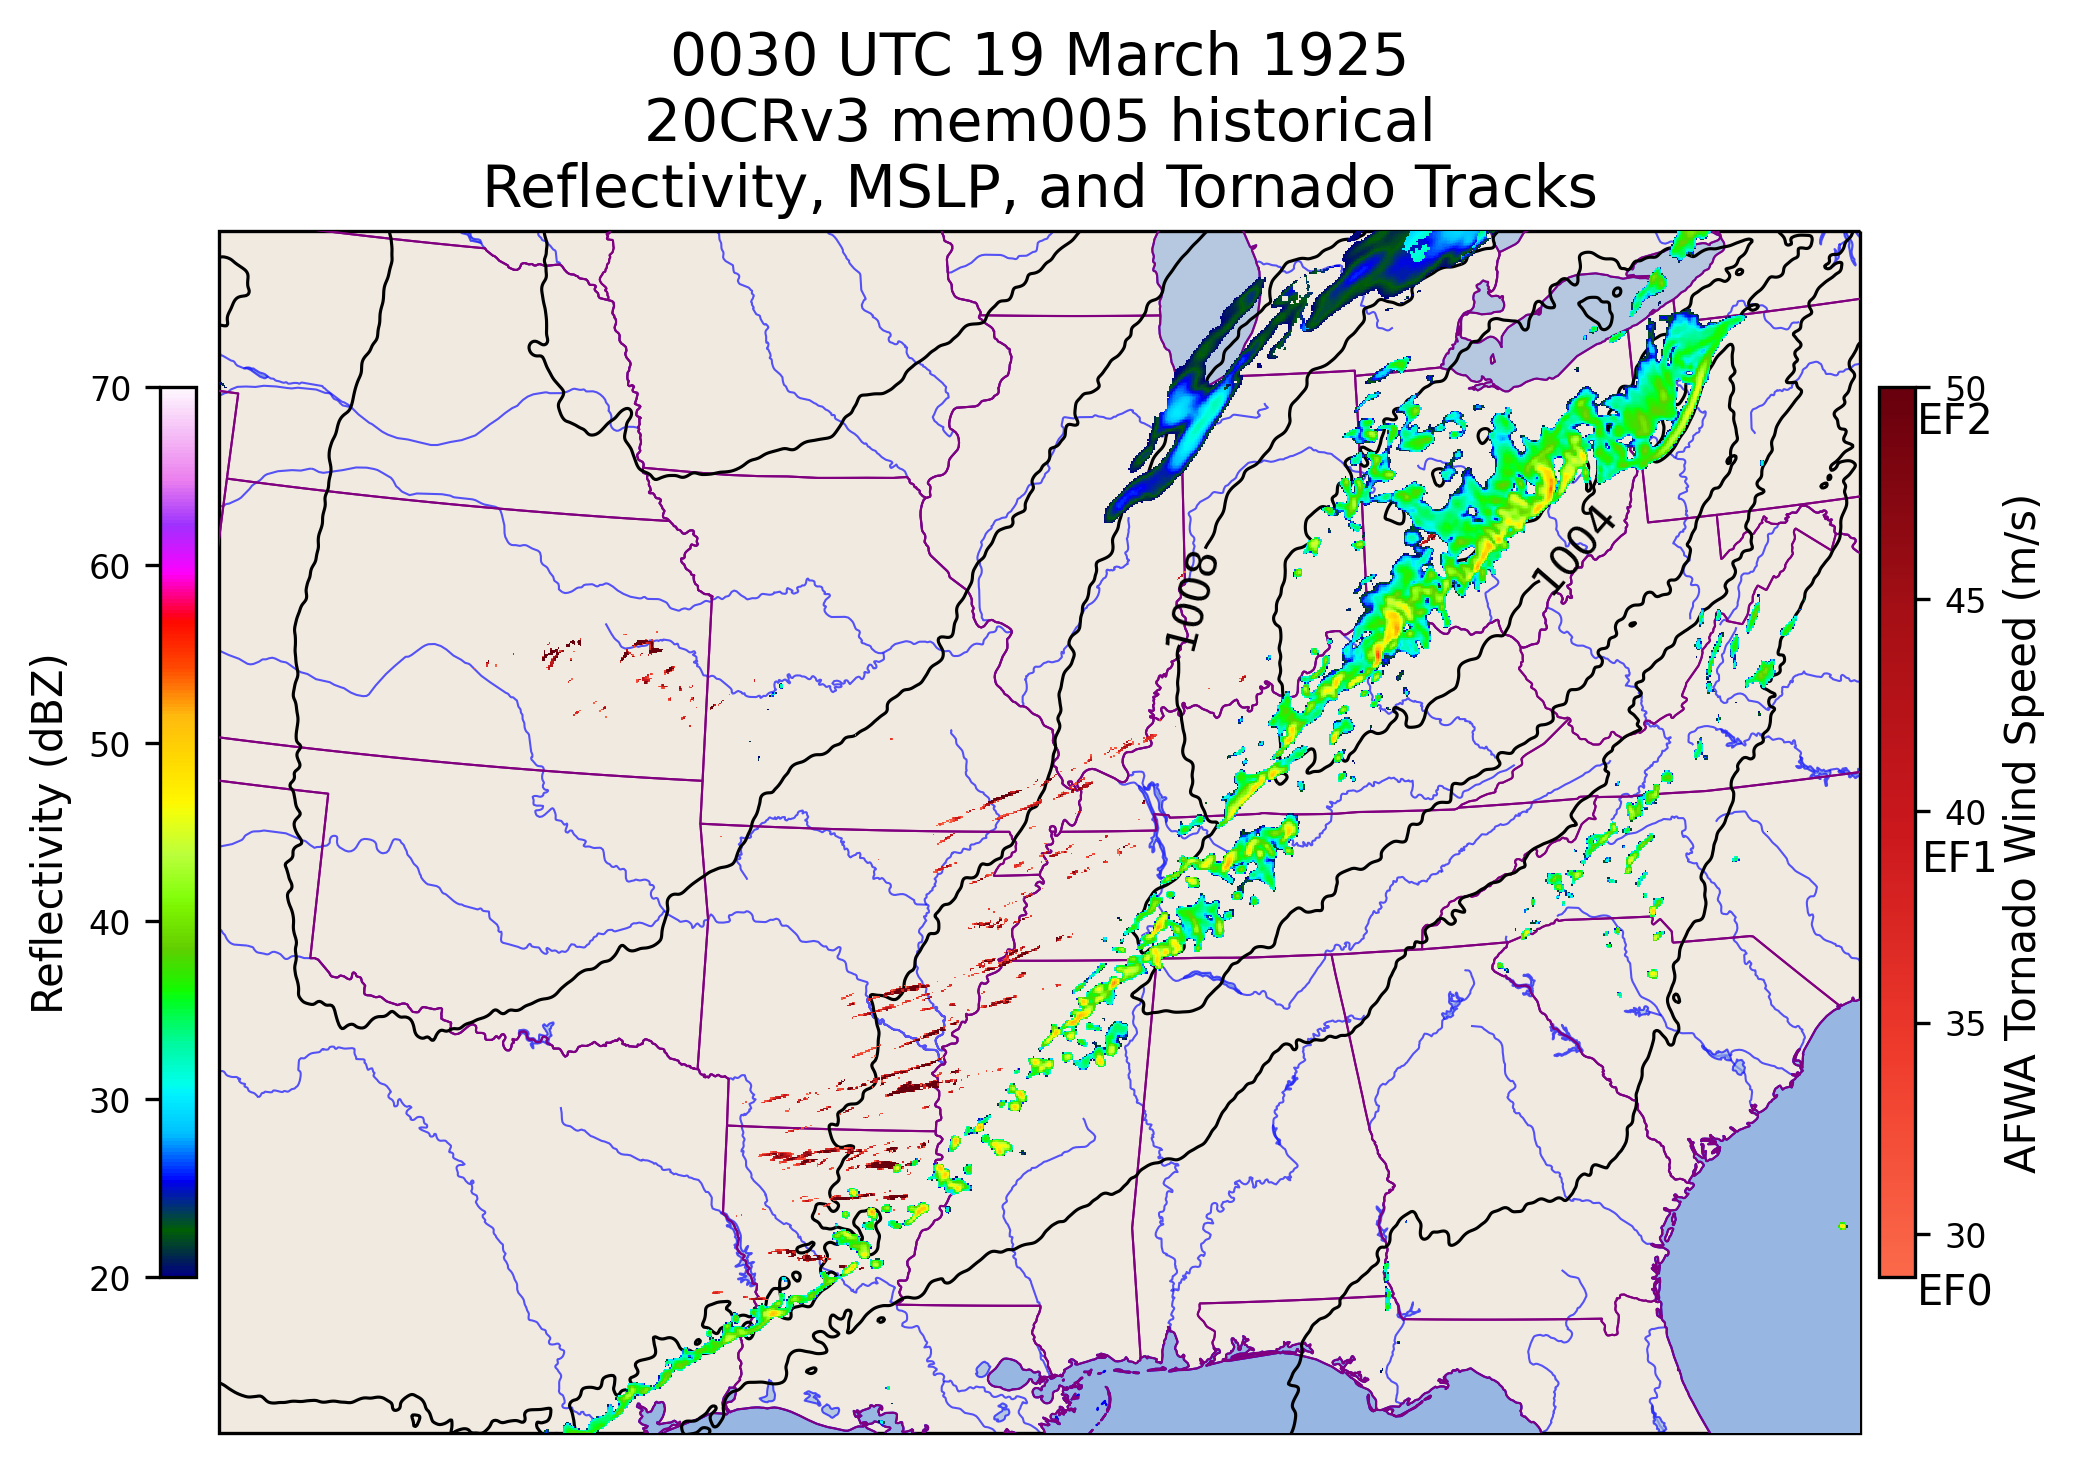 0030 UTC 19 March 1925
20CRv3 mem005 historical
Reflectivity, MSLP, and Tornado Tracks
Reflectivity (dBZ)
70
60
50
40
30
20
1008
1004
50
EF2
45
40
EF1
35
30
EF0
AFWA Tornado Wind Speed (m/s)